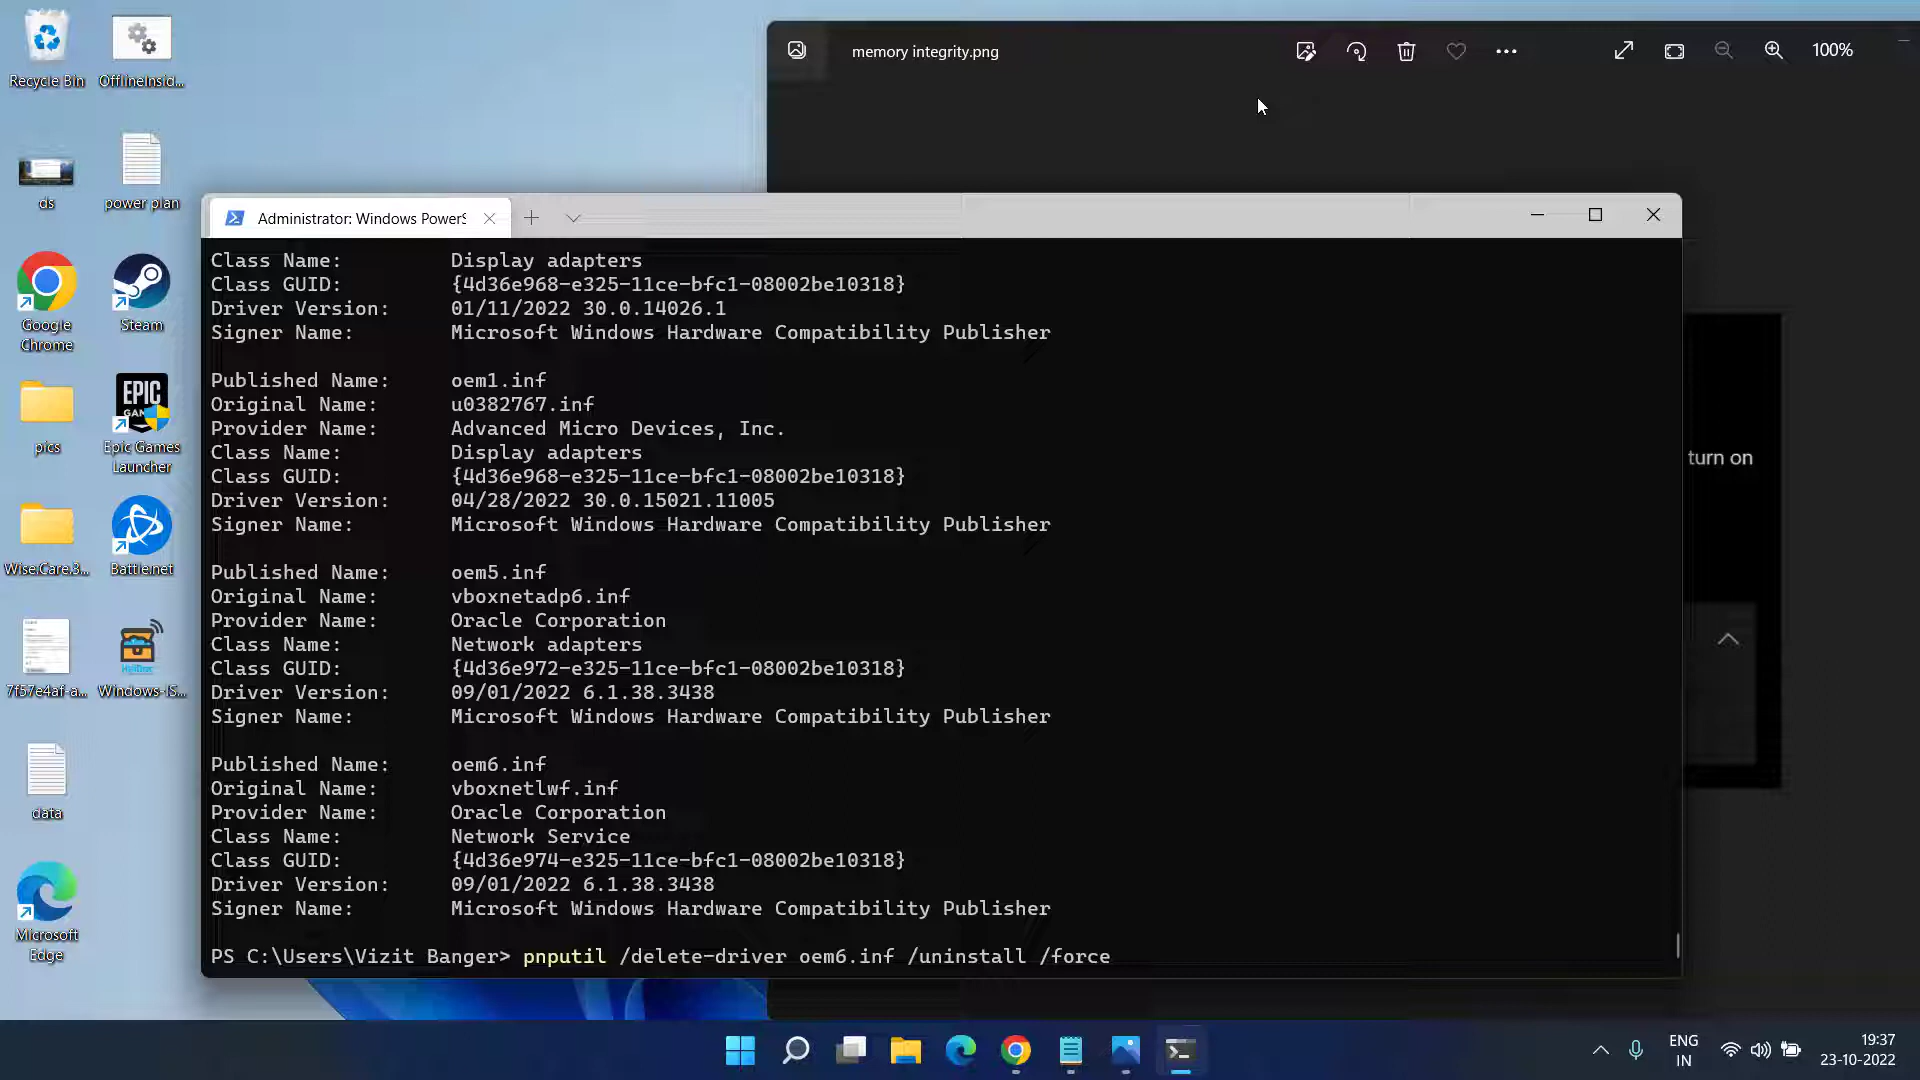 Recycle Bin
OfflineInsid...
ds
power plan
Google
Chrome
Steam
pics
EPIC
Epic Games
Launcher
Wise.Care.3...
Battle.net
7f57e4af-a...
Windows-IS...
data
Microsoft
Edge
memory integrity.png
100%
turn on
Administrator: Windows PowerS
Class Name: Display adapters
Class GUID: {4d36e968-e325-11ce-bfc1-08002be10318}
Driver Version: 01/11/2022 30.0.14026.1
Signer Name: Microsoft Windows Hardware Compatibility Publisher
Published Name: oem1.inf
Original Name: u0382767.inf
Provider Name: Advanced Micro Devices, Inc.
Class Name: Display adapters
Class GUID: {4d36e968-e325-11ce-bfc1-08002be10318}
Driver Version: 04/28/2022 30.0.15021.11005
Signer Name: Microsoft Windows Hardware Compatibility Publisher
Published Name: oem5.inf
Original Name: vboxnetadp6.inf
Provider Name: Oracle Corporation
Class Name: Network adapters
Class GUID: {4d36e972-e325-11ce-bfc1-08002be10318}
Driver Version: 09/01/2022 6.1.38.3438
Signer Name: Microsoft Windows Hardware Compatibility Publisher
Published Name: oem6.inf
Original Name: vboxnetlwf.inf
Provider Name: Oracle Corporation
Class Name: Network Service
Class GUID: {4d36e974-e325-11ce-bfc1-08002be10318}
Driver Version: 09/01/2022 6.1.38.3438
Signer Name: Microsoft Windows Hardware Compatibility Publisher
PS C:\Users\Vizit Banger> pnputil /delete-driver oem6.inf /uninstall /force
ENG
IN
19:37
23-10-2022